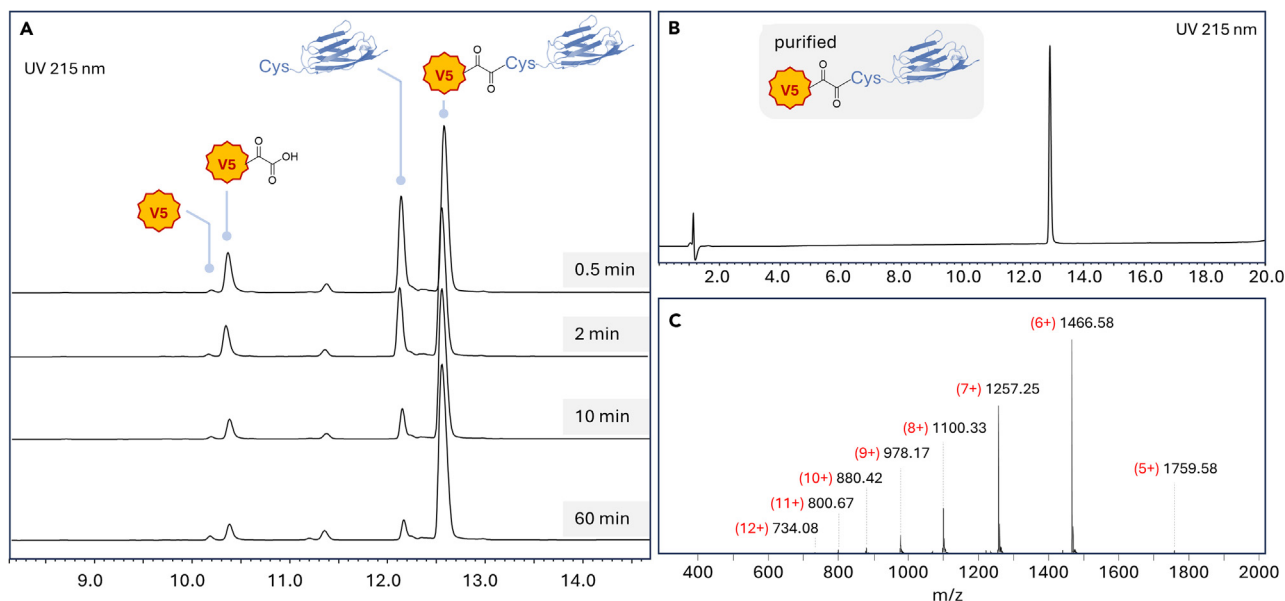 A
UV 215 nm
Cys
V5
O
O
Cys
V5
O
OH
O
V5
0.5 min
2 min
10 min
60 min
9.0 10.0 11.0 12.0 13.0 14.0
B
UV 215 nm
purified
V5
O
O
Cys
2.0 4.0 6.0 8.0 10.0 12.0 14.0 16.0 18.0 20.0
C
(6+) 1466.58
(7+) 1257.25
(8+) 1100.33
(9+) 978.17
(5+) 1759.58
(10+) 880.42
(11+) 800.67
(12+) 734.08
400 600 800 1000 1200 1400 1600 1800 2000
m/z